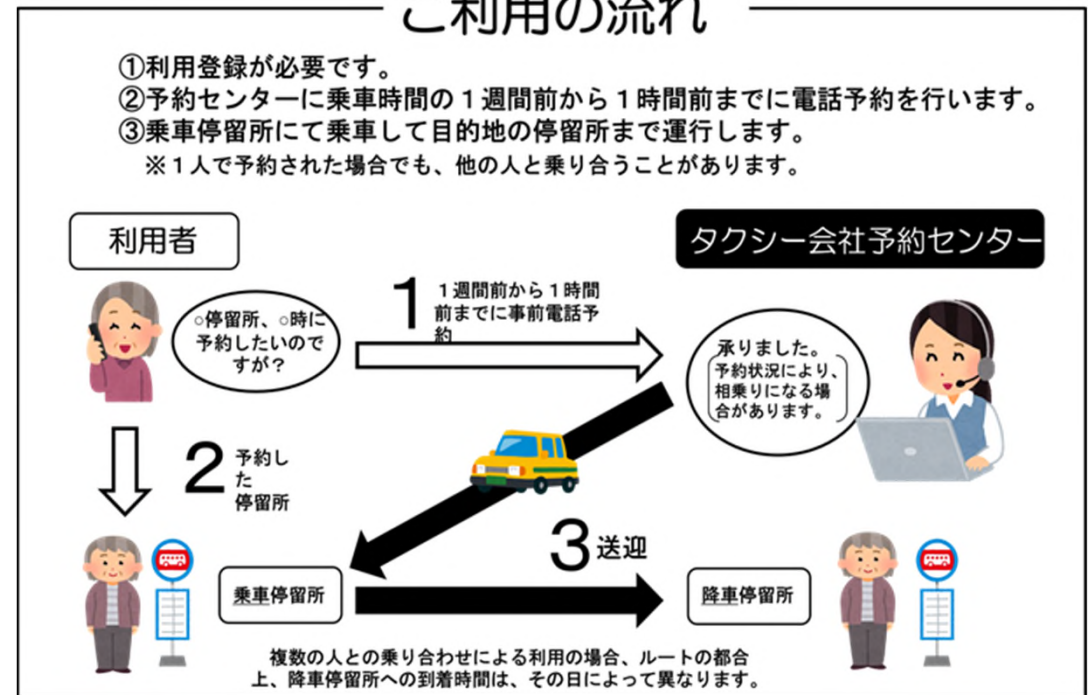 ご利用の流れ
①利用登録が必要です。
②予約センターに乗車時間の１週間前から１時間前までに電話予約を行います。
③乗車停留所にて乗車して目的地の停留所まで運行します。
※１人で予約された場合でも、他の人と乗り合うことがあります。
利用者
タクシー会社予約センター
○停留所、○時に
予約したいので
すが？
1
１週間前から１時間
前までに事前電話予
約
承りました。
予約状況により、
相乗りになる場
合があります。
2
予約し
た
停留所
3
送迎
乗車停留所
降車停留所
複数の人との乗り合わせによる利用の場合、ルートの都合
上、降車停留所への到着時間は、その日によって異なります。